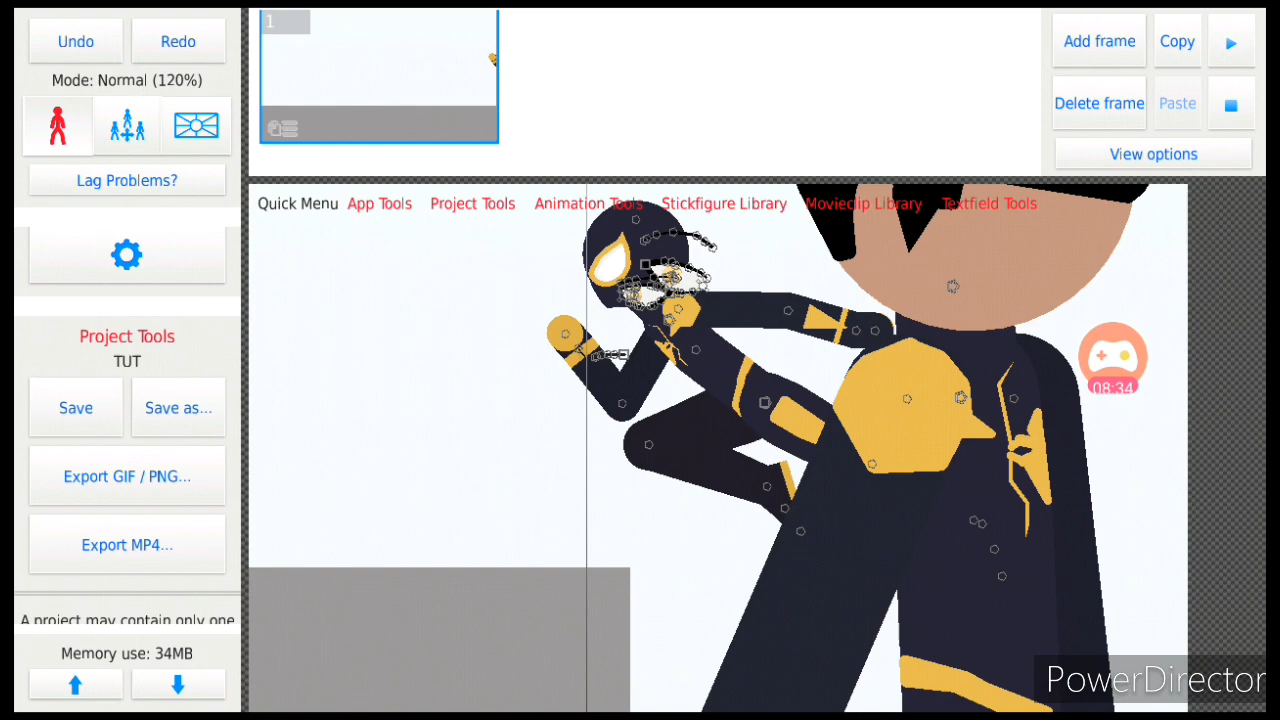 Undo
Redo
Mode: Normal (120%)
Lag Problems?
Project Tools
TUT
Save
Save as...
Export GIF / PNG...
Export MP4...
A project may contain only one
Memory use: 34MB
1
Add frame
Copy
Delete frame
Paste
View options
Quick Menu
App Tools
Project Tools
Animation Tools
Stickfigure Library
Movieclip Library
Textfield Tools
08:34
PowerDirector